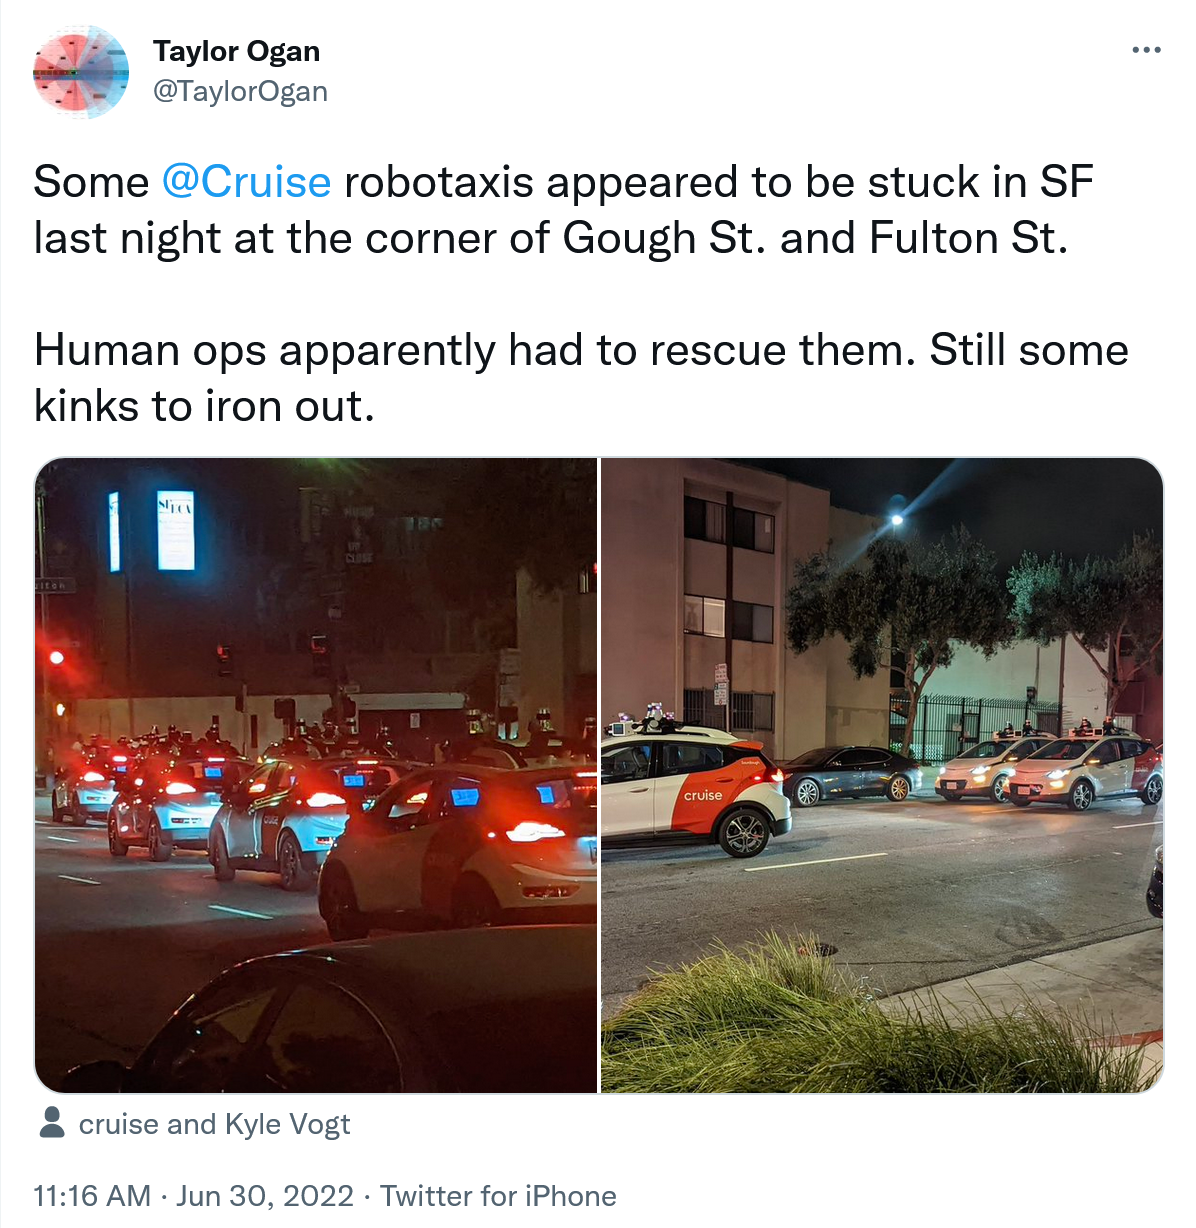 Taylor Ogan
@TaylorOgan
Some @Cruise robotaxis appeared to be stuck in SF
last night at the corner of Gough St. and Fulton St.
Human ops apparently had to rescue them. Still some
kinks to iron out.
UP
CLOSE
cruise
cruise and Kyle Vogt
11:16 AM · Jun 30, 2022 · Twitter for iPhone